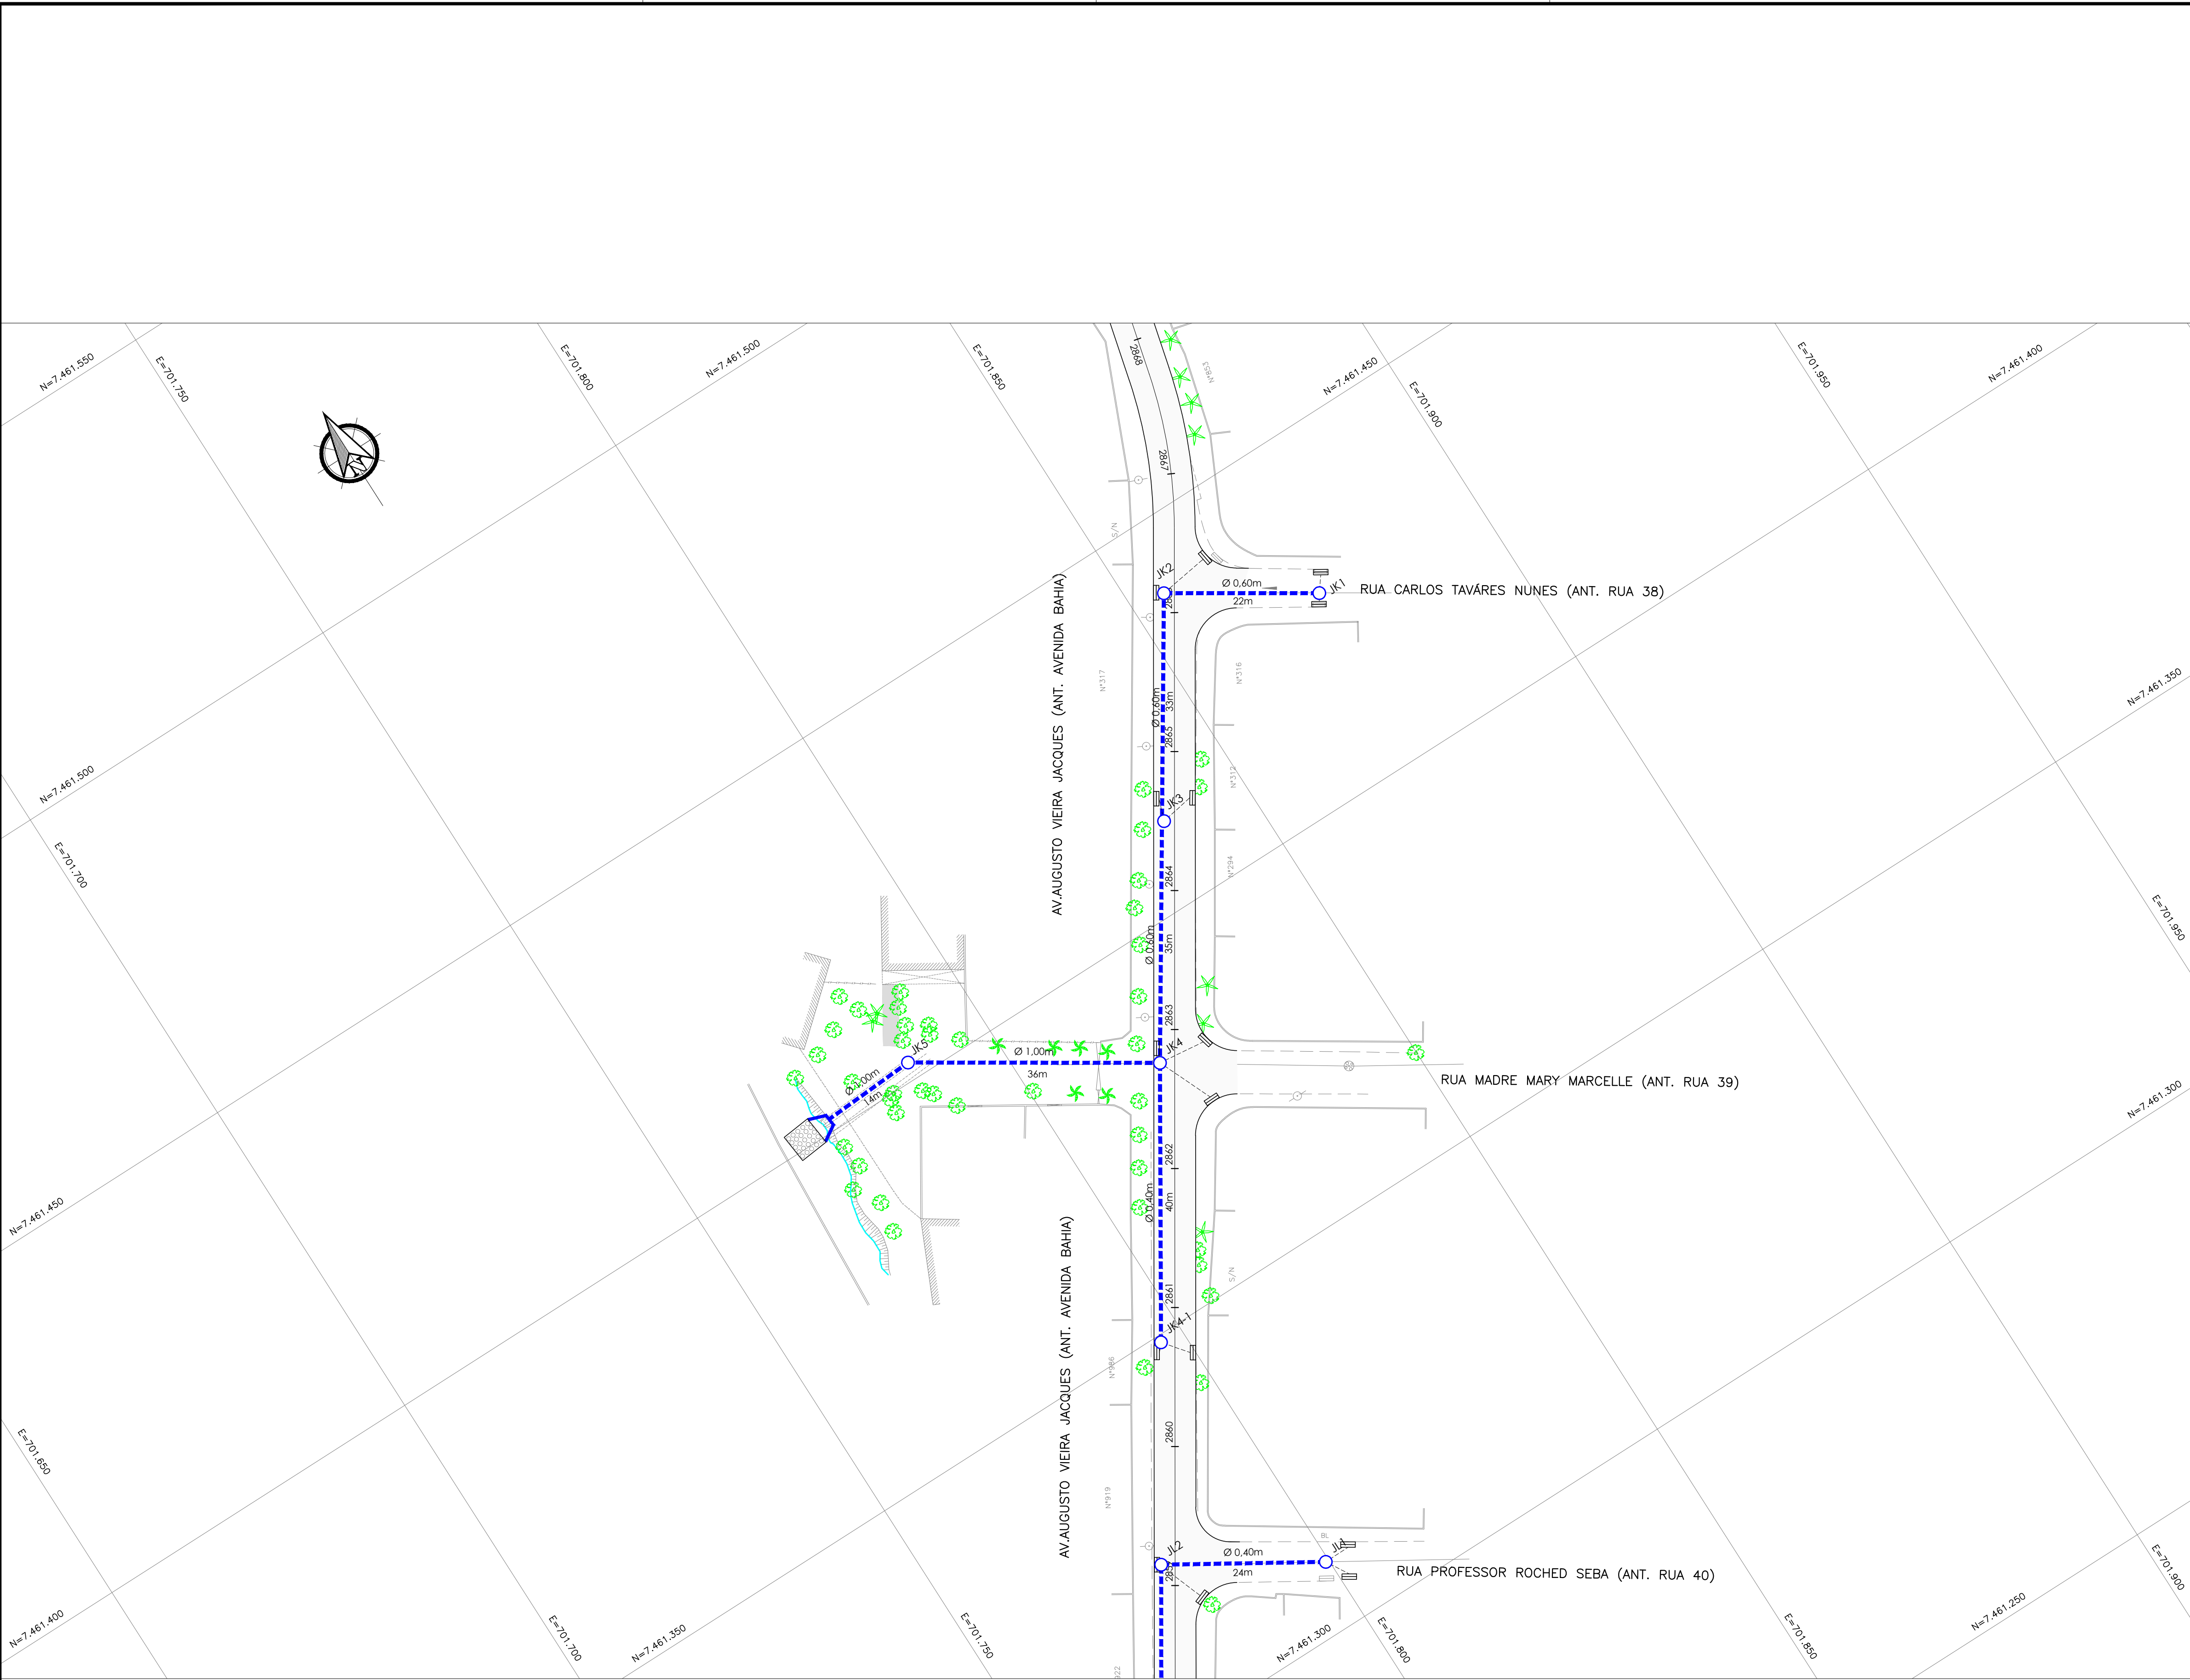 N=7.461.550
E=701.750
E=701.800
N=7.461.500
E=701.850
2868
N°853
N=7.461.450
E=701.900
E=701.950
N=7.461.400
N
2867
S/N
JK2
Ø 0,60m
22m
JK1
RUA CARLOS TAVÁRES NUNES (ANT. RUA 38)
AV.AUGUSTO VIEIRA JACQUES (ANT. AVENIDA BAHIA)
N°317
N°316
Ø 0,60m
33m
2865
N=7.461.350
N=7.461.500
N°312
JK3
E=701.700
N°294
2864
E=701.950
Ø 0,60m
35m
2863
JK5
Ø 1,00m
36m
JK4
RUA MADRE MARY MARCELLE (ANT. RUA 39)
Ø 1,00m
14m
N=7.461.300
2862
Ø 0,40m
40m
N=7.461.450
S/N
2861
JK4-1
AV.AUGUSTO VIEIRA JACQUES (ANT. AVENIDA BAHIA)
N°986
E=701.650
2860
N°919
BL
JL2
Ø 0,40m
24m
JL1
RUA PROFESSOR ROCHED SEBA (ANT. RUA 40)
E=701.900
N=7.461.400
E=701.700
N=7.461.350
E=701.750
N=7.461.300
E=701.800
E=701.850
N=7.461.250